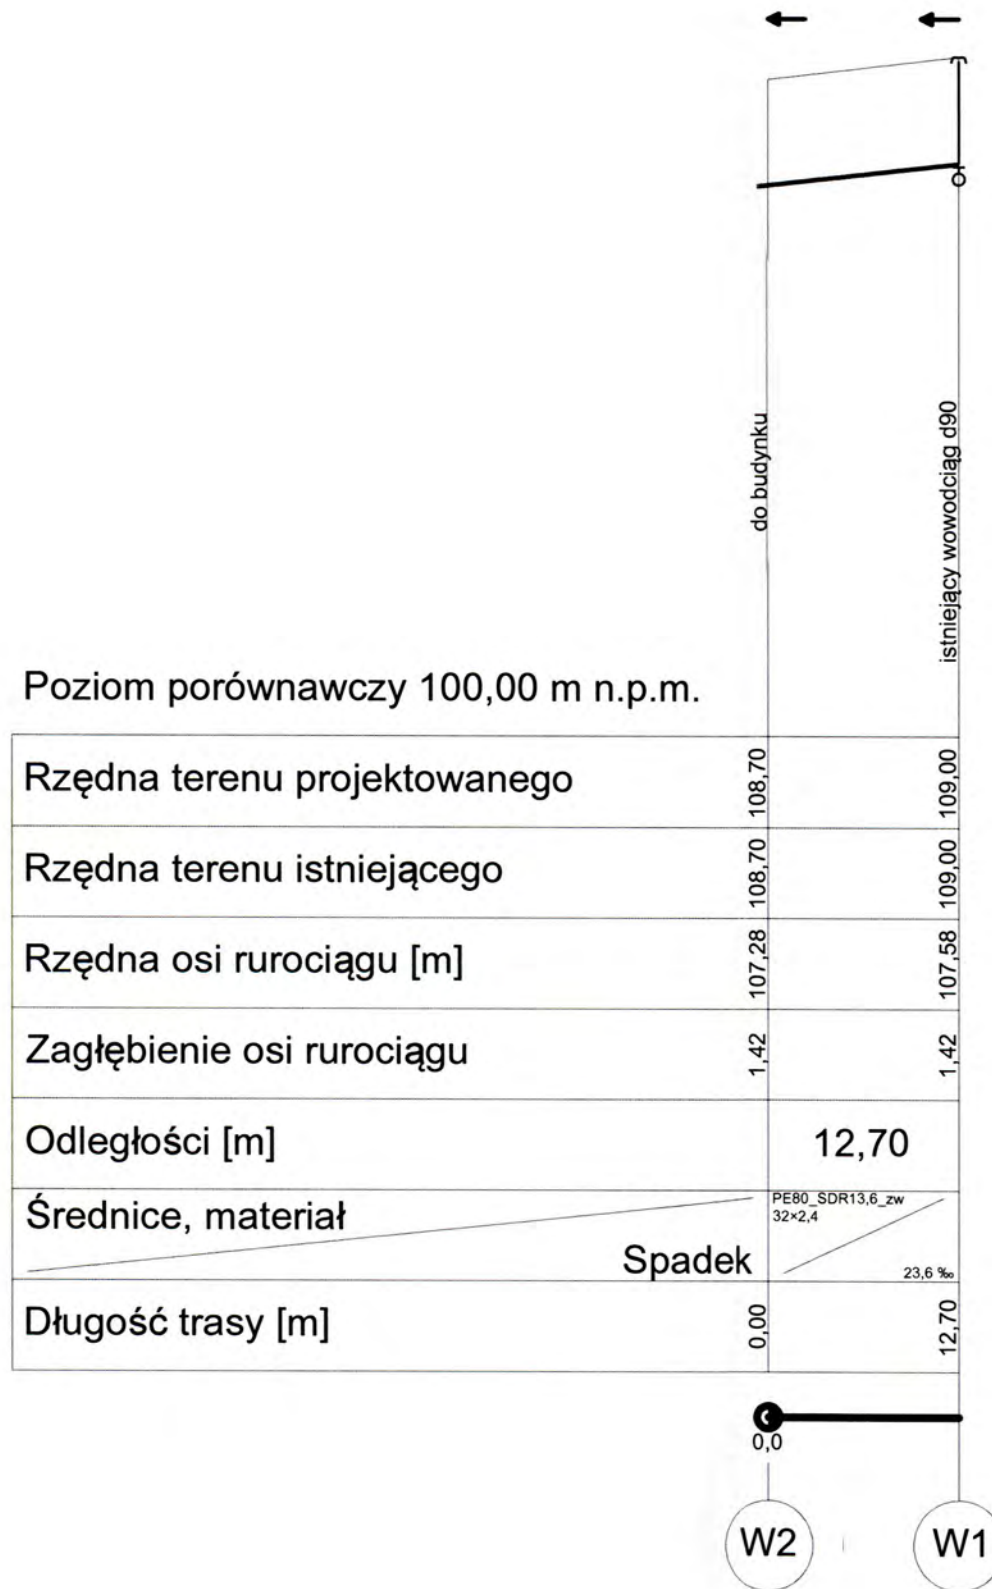 do budynku
istniejący wowodciąg d90
Poziom porównawczy 100,00 m n.p.m.
Rzędna terenu projektowanego 108,70 109,00
Rzędna terenu istniejącego 108,70 109,00
Rzędna osi rurociągu [m] 107,28 107,58
Zagłębienie osi rurociągu 1,42 1,42
Odległości [m] 12,70
Średnice, materiał PE80_SDR13,6_zw
32×2,4
Spadek 23,6 ‰
Długość trasy [m] 0,00 12,70
0,0
W2 W1